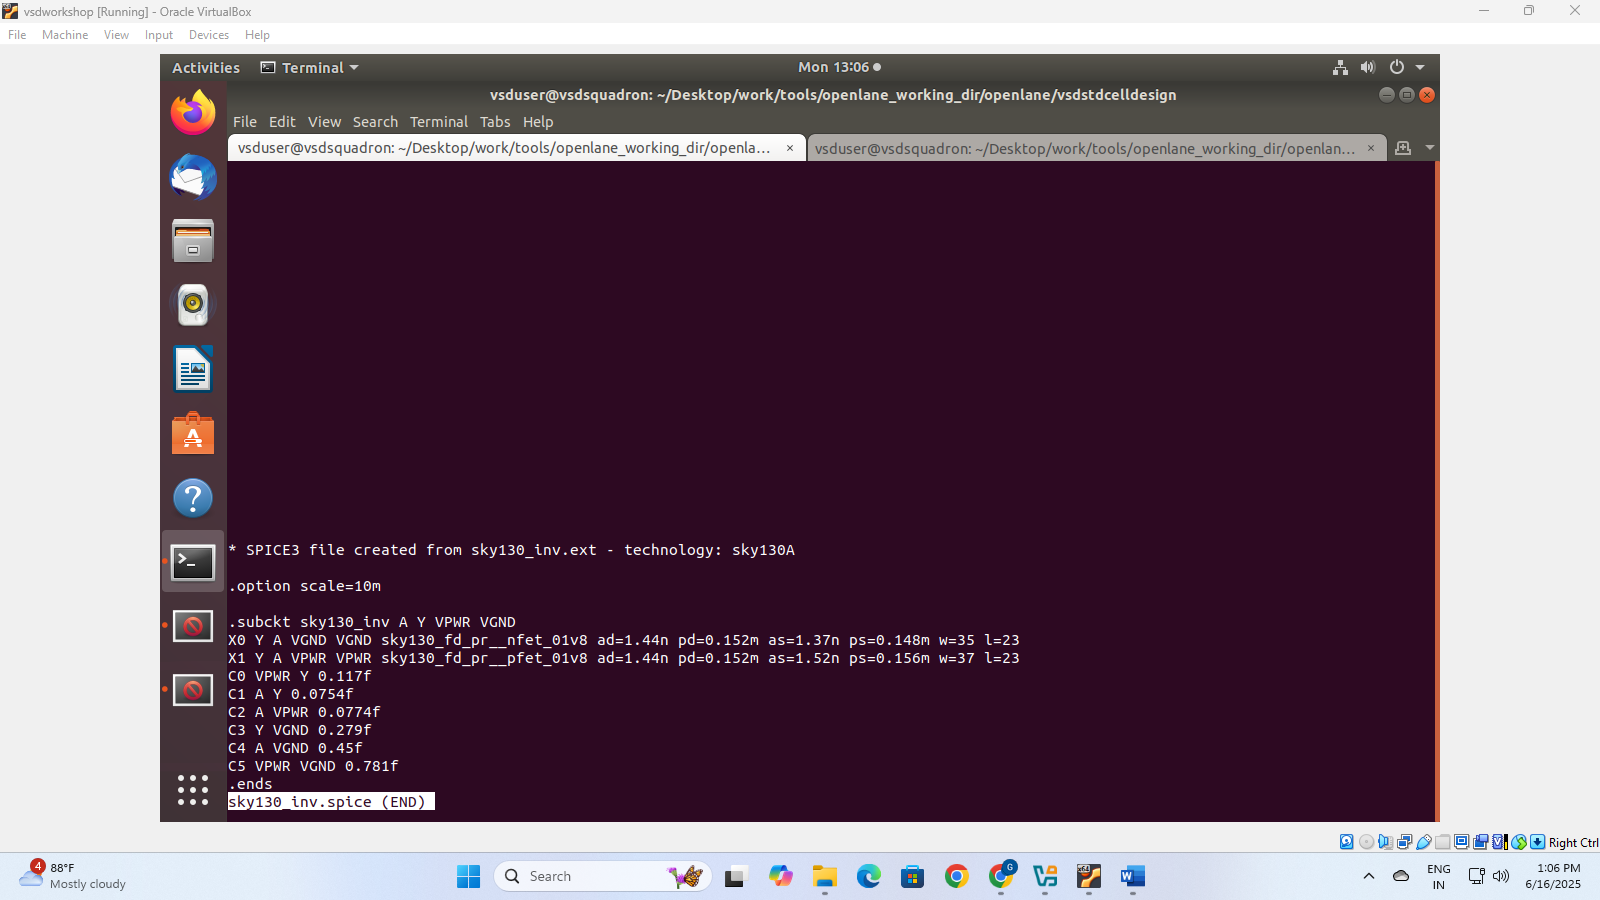 vsdworkshop [Running] - Oracle VirtualBox
File Machine View Input Devices Help
Activities Terminal Mon 13:06
vsduser@vsdsquadron: ~/Desktop/work/tools/openlane_working_dir/openlane/vsdstdcelldesign
File Edit View Search Terminal Tabs Help
vsduser@vsdsquadron: ~/Desktop/work/tools/openlane_working_dir/openla... × vsduser@vsdsquadron: ~/Desktop/work/tools/openlane_working_dir/openlan... ×
* SPICE3 file created from sky130_inv.ext - technology: sky130A
.option scale=10m
.subckt sky130_inv A Y VPWR VGND
X0 Y A VGND VGND sky130_fd_pr__nfet_01v8 ad=1.44n pd=0.152m as=1.37n ps=0.148m w=35 l=23
X1 Y A VPWR VPWR sky130_fd_pr__pfet_01v8 ad=1.44n pd=0.152m as=1.52n ps=0.156m w=37 l=23
C0 VPWR Y 0.117f
C1 A Y 0.0754f
C2 A VPWR 0.0774f
C3 Y VGND 0.279f
C4 A VGND 0.45f
C5 VPWR VGND 0.781f
.ends
sky130_inv.spice (END)
Right Ctrl
4
88°F
Mostly cloudy
Search
G
ENG
IN
1:06 PM
6/16/2025